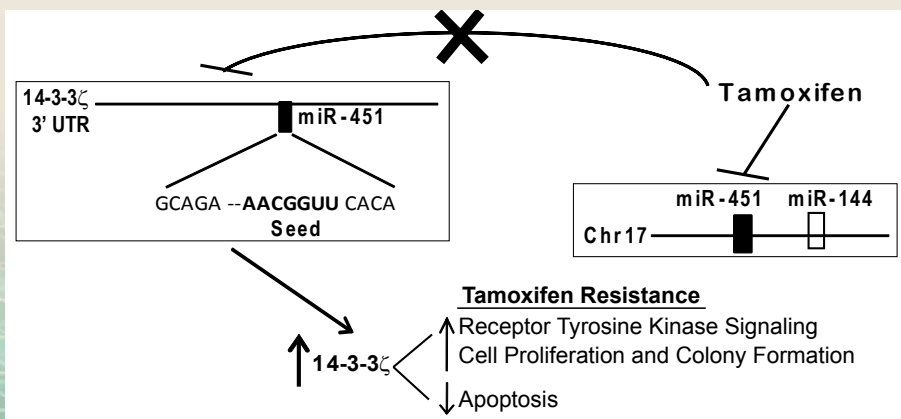 14-3-3ζ
3' UTR
miR-451
GCAGA --AACGGUU CACA
Seed
Tamoxifen
miR-451 miR-144
Chr17
Tamoxifen Resistance
Receptor Tyrosine Kinase Signaling
14-3-3ζ
Cell Proliferation and Colony Formation
Apoptosis